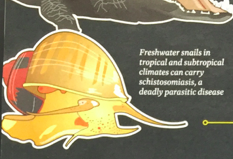 Freshwater snails in
tropical and subtropical
climates can carry
schistosomiasis, a
deadly parasitic disease